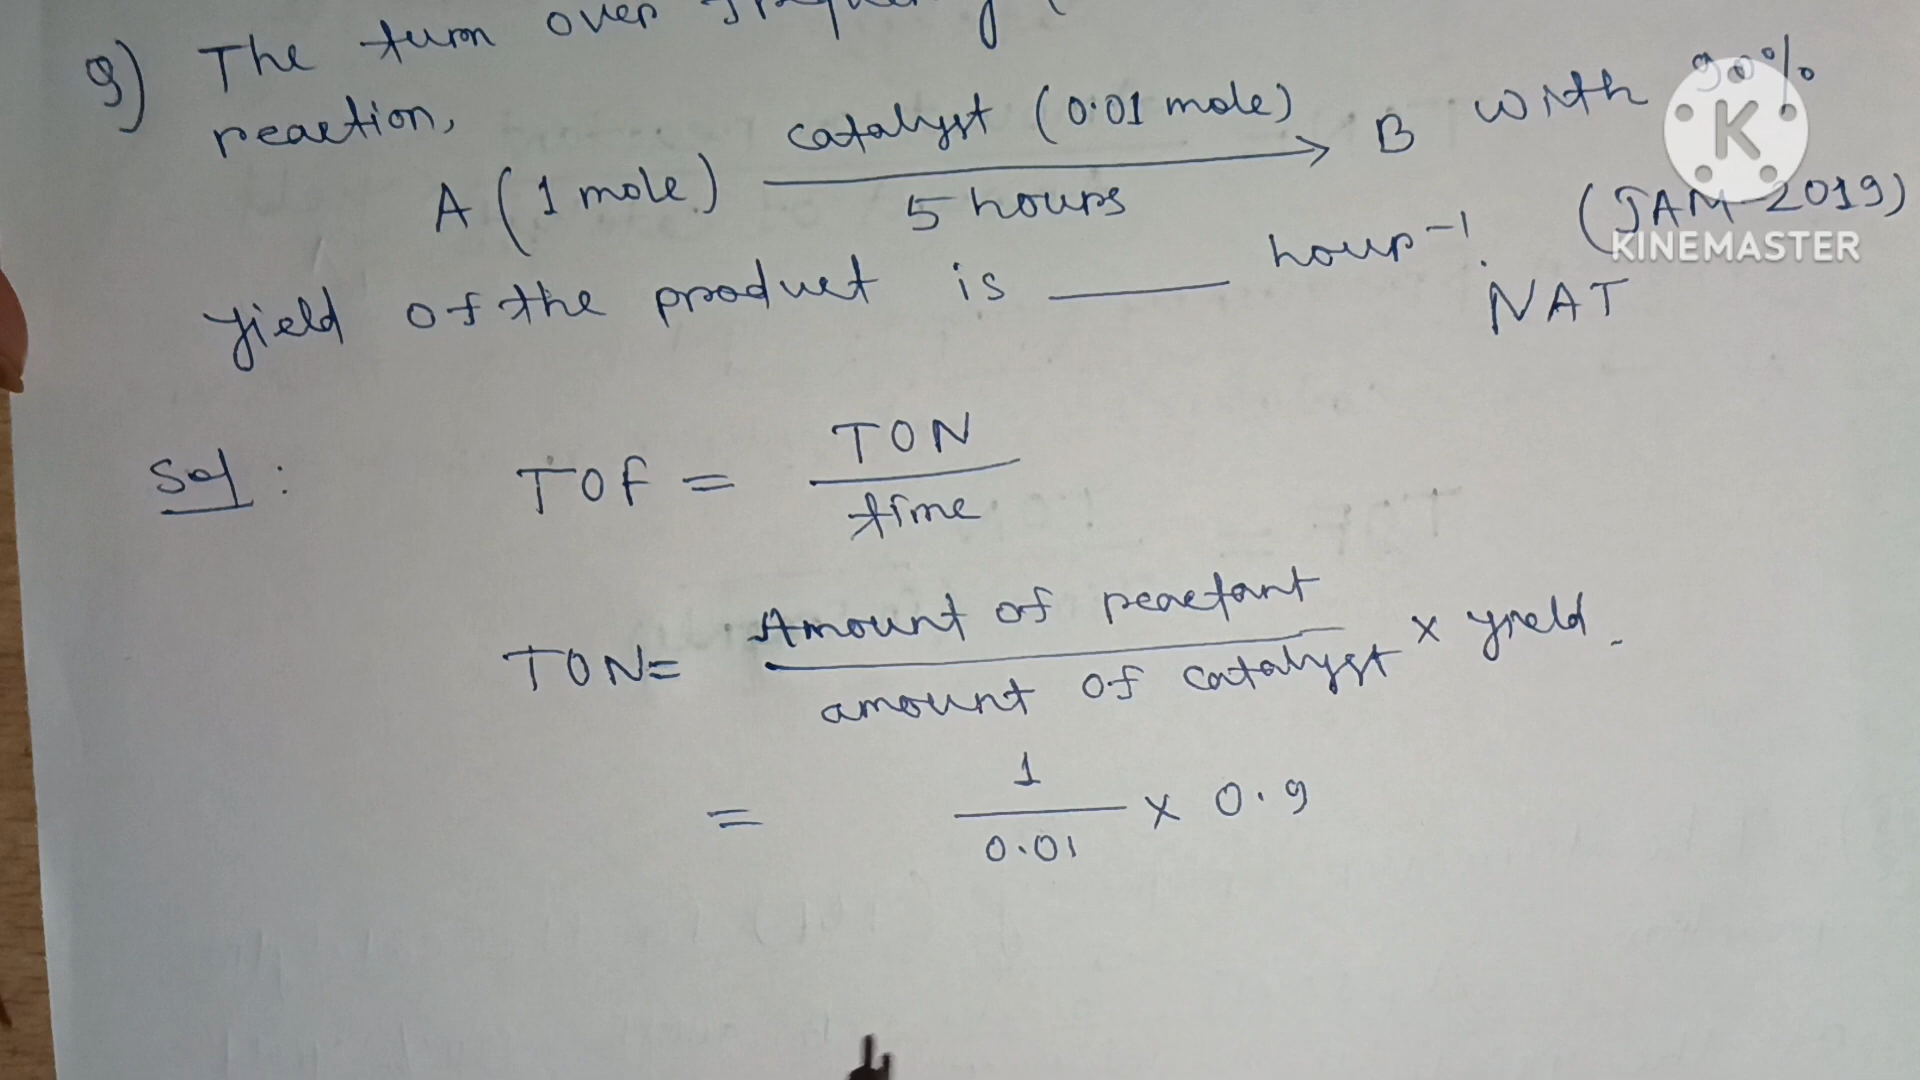 9) The turn over
reaction,
A (1 mole) catalyst (0.01 mole) 5 hours → B with 90%
yield of the product is ____ hour⁻¹. (JAM-2019)
NAT
K
KINEMASTER
Sol :
TOF = TON / time
TON = Amount of reactant / amount of catalyst × yield.
= 1 / 0.01 × 0.9